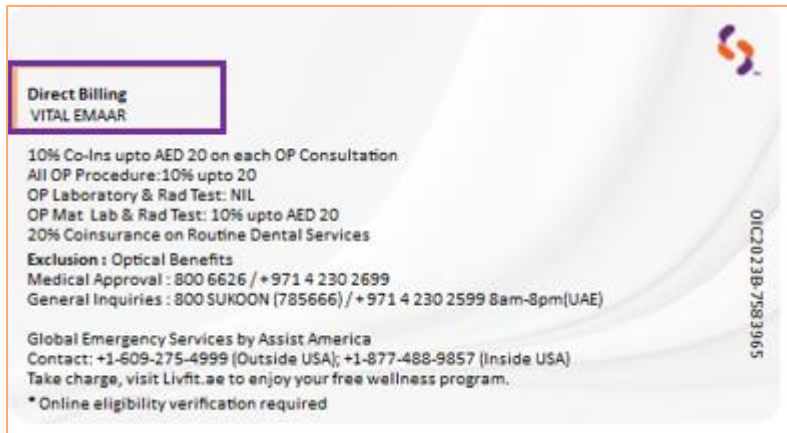 Direct Billing
VITAL EMAAR
10% Co-Ins upto AED 20 on each OP Consultation
All OP Procedure:10% upto 20
OP Laboratory & Rad Test: NIL
OP Mat Lab & Rad Test: 10% upto AED 20
20% Coinsurance on Routine Dental Services
Exclusion : Optical Benefits
Medical Approval : 800 6626 / +971 4 230 2699
General Inquiries : 800 SUKOON (785666) / +971 4 230 2599 8am-8pm(UAE)
Global Emergency Services by Assist America
Contact: +1-609-275-4999 (Outside USA); +1-877-488-9857 (Inside USA)
Take charge, visit Livfit.ae to enjoy your free wellness program.
* Online eligibility verification required
OIC2023B-7583965